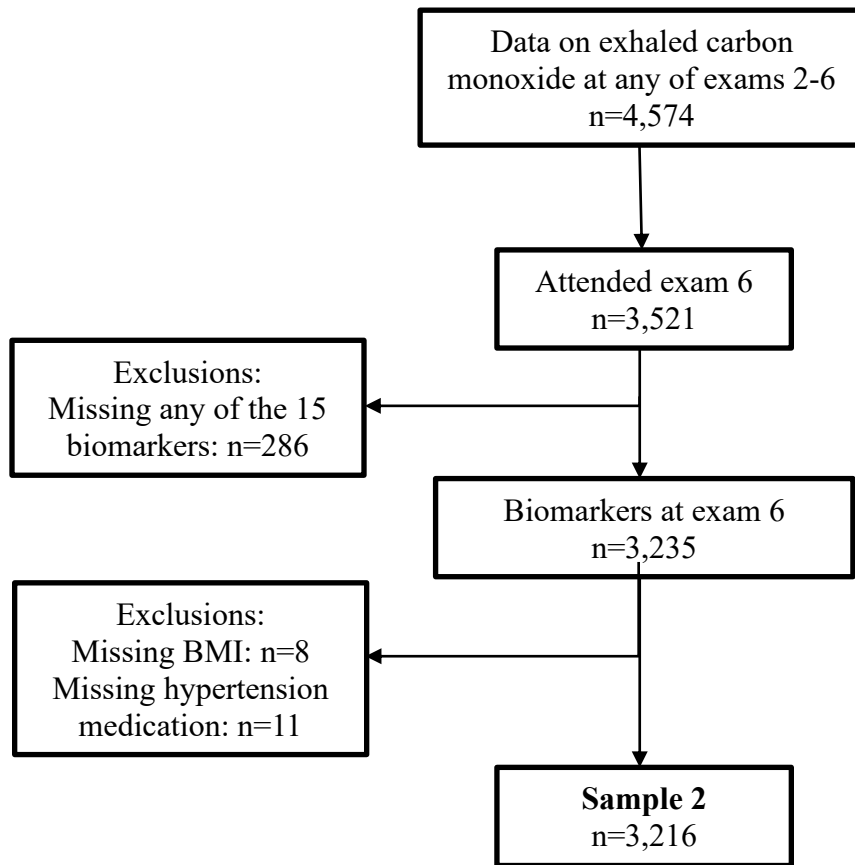 Data on exhaled carbon
monoxide at any of exams 2-6
n=4,574
Attended exam 6
n=3,521
Exclusions:
Missing any of the 15
biomarkers: n=286
Biomarkers at exam 6
n=3,235
Exclusions:
Missing BMI: n=8
Missing hypertension
medication: n=11
Sample 2
n=3,216